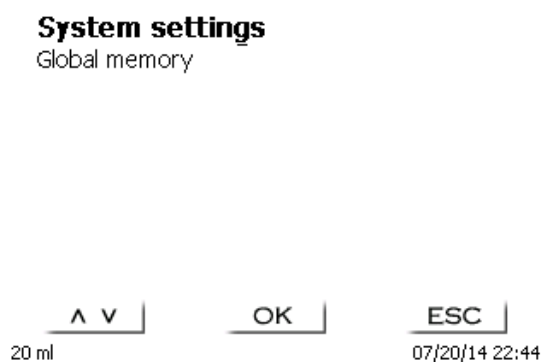 System settings
Global memory
∧ ∨ OK ESC
20 ml 07/20/14 22:44